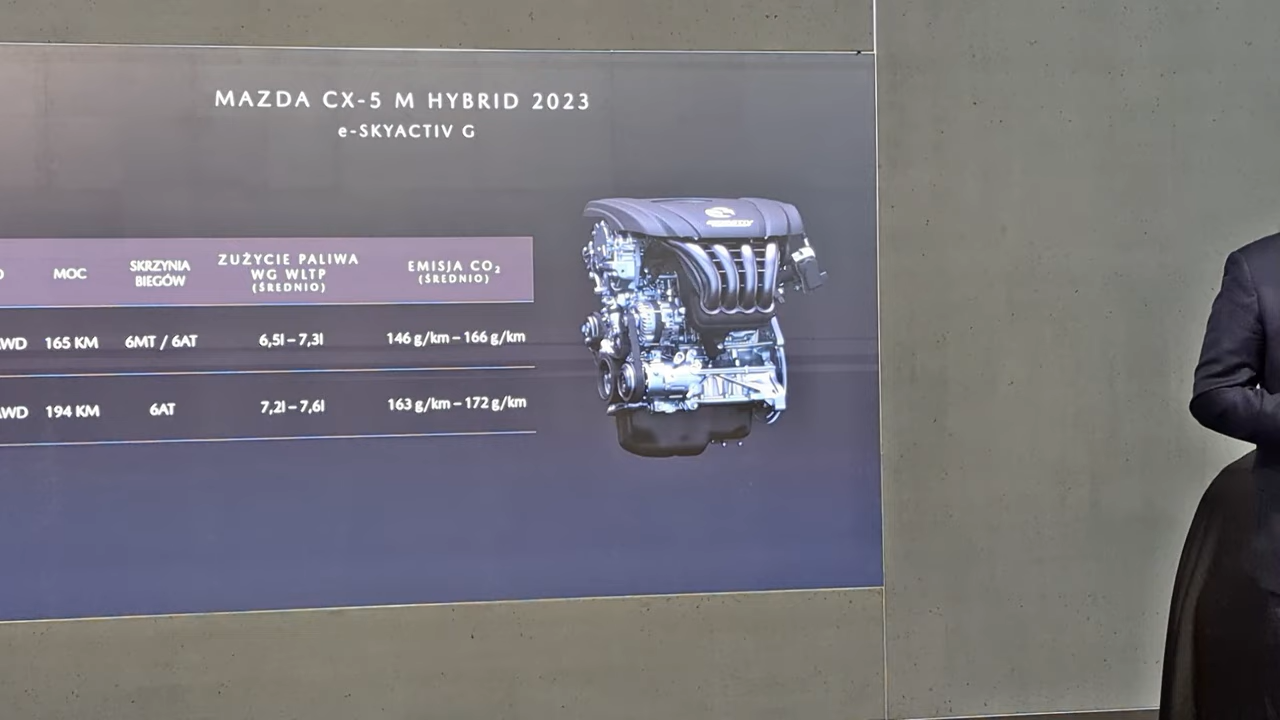 MAZDA CX-5 M HYBRID 2023
e-SKYACTIV G
MOC
SKRZYNIA
BIEGÓW
ZUŻYCIE PALIWA
WG WLTP
(ŚREDNIO)
EMISJA CO₂
(ŚREDNIO)
WD 165 KM 6MT / 6AT 6,5l – 7,3l 146 g/km – 166 g/km
AWD 194 KM 6AT 7,2l – 7,6l 163 g/km – 172 g/km